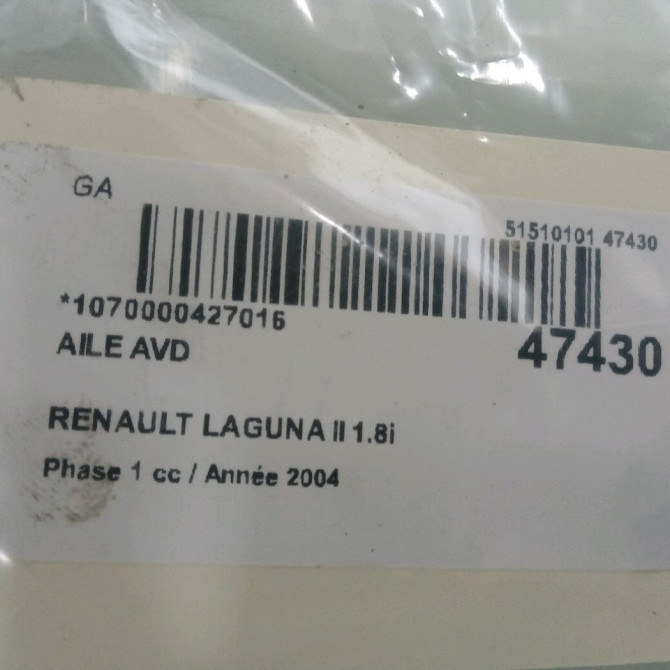 GA
51510101 47430
*1070000427016
47430
AILE AVD
RENAULT LAGUNA II 1.8i
Phase 1 cc / Année 2004